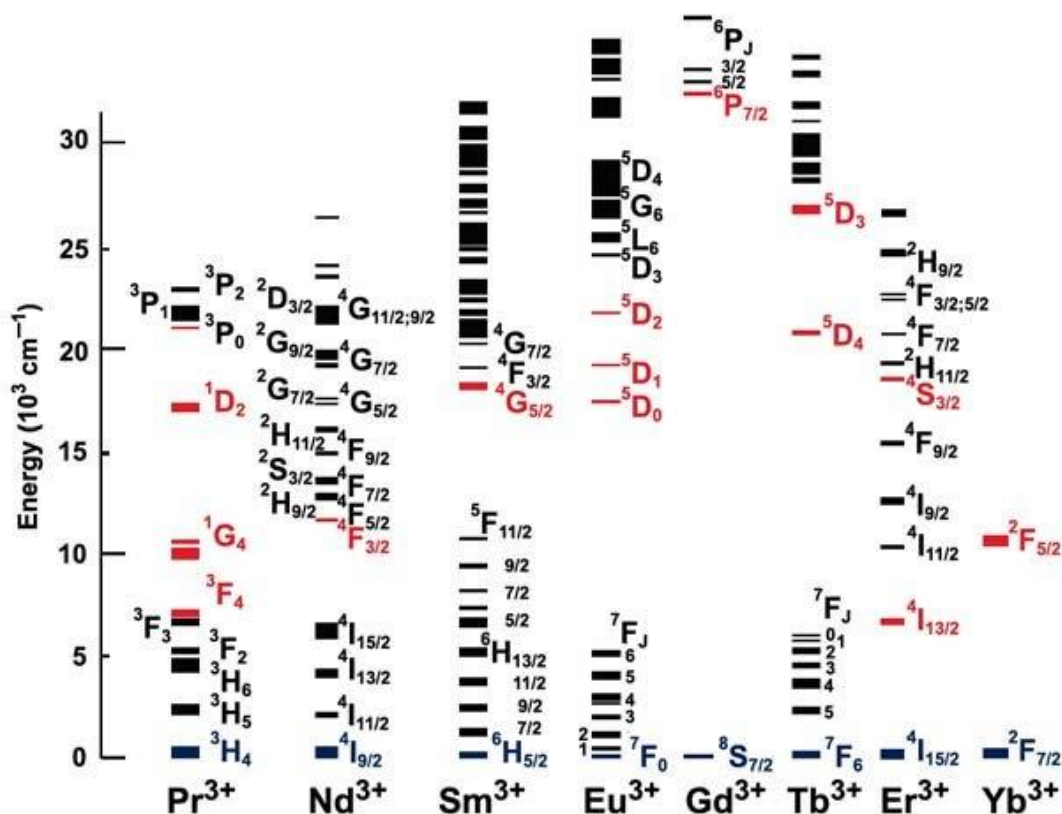 Energy (10³ cm⁻¹)
30
25
20
15
10
5
0
³P₂
³P₁
³P₀
¹D₂
¹G₄
³F₄
³F₃
³F₂
³H₆
³H₅
³H₄
Pr³⁺
²D₃/₂
⁴G₁₁/₂;₉/₂
²G₉/₂
⁴G₇/₂
²G₇/₂
⁴G₅/₂
²H₁₁/₂
⁴F₉/₂
²S₃/₂
⁴F₇/₂
²H₉/₂
⁴F₅/₂
⁴F₃/₂
⁴I₁₅/₂
⁴I₁₃/₂
⁴I₁₁/₂
⁴I₉/₂
Nd³⁺
⁴G₇/₂
⁴F₃/₂
⁴G₅/₂
⁵F₁₁/₂
9/2
7/2
5/2
⁶H₁₃/₂
11/2
9/2
7/2
⁶H₅/₂
Sm³⁺
⁵D₄
⁵G₆
⁵L₆
⁵D₃
⁵D₂
⁵D₁
⁵D₀
⁷F_J
6
5
4
3
2
1
⁷F₀
Eu³⁺
⁶P_J
3/2
5/2
⁶P₇/₂
⁸S₇/₂
Gd³⁺
⁵D₃
⁵D₄
⁷F_J
0
1
2
3
4
5
⁷F₆
Tb³⁺
²H₉/₂
⁴F₃/₂;₅/₂
⁴F₇/₂
²H₁₁/₂
⁴S₃/₂
⁴F₉/₂
⁴I₉/₂
⁴I₁₁/₂
⁴I₁₃/₂
⁴I₁₅/₂
Er³⁺
²F₅/₂
²F₇/₂
Yb³⁺